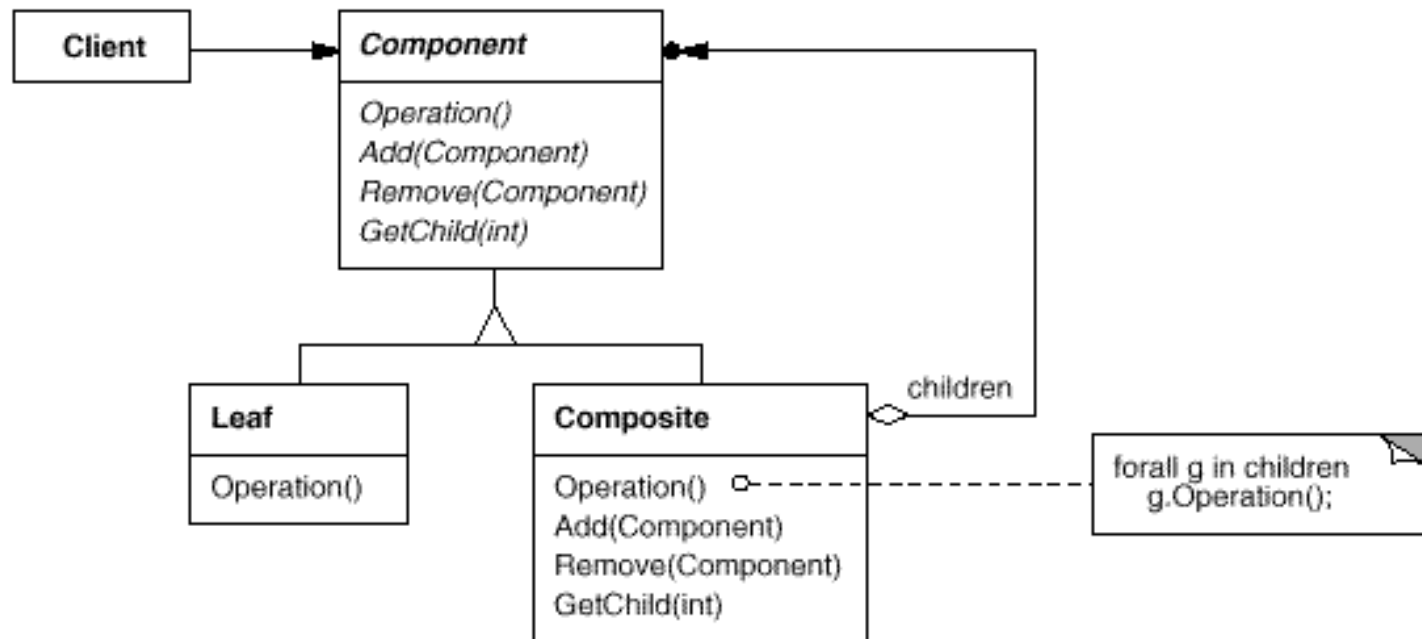 Client
Component
Operation()
Add(Component)
Remove(Component)
GetChild(int)
Leaf
Operation()
Composite
Operation()
Add(Component)
Remove(Component)
GetChild(int)
children
forall g in children
g.Operation();